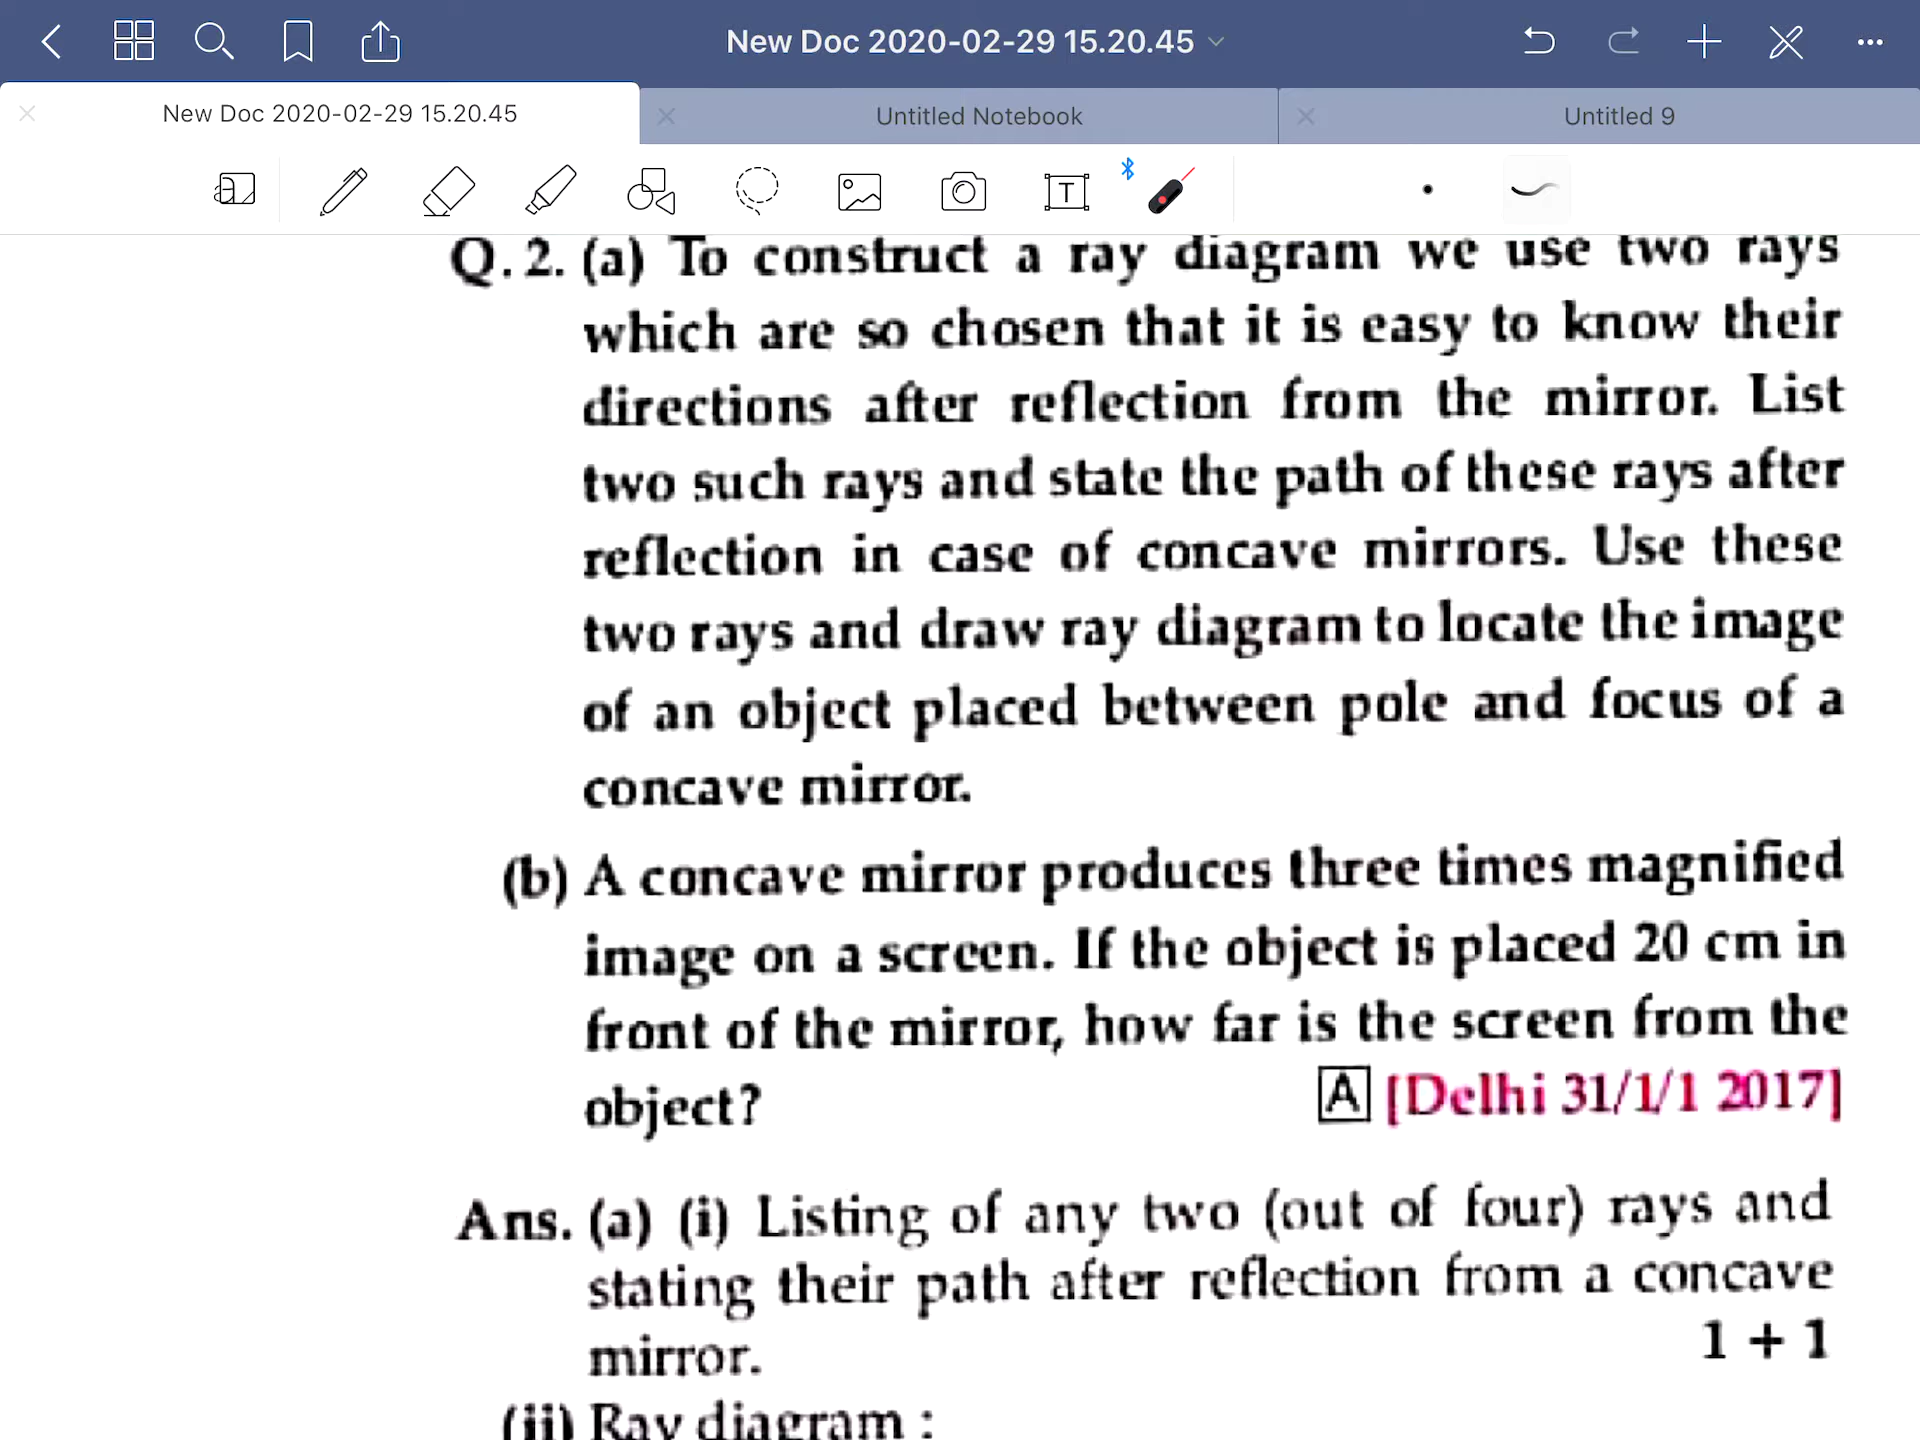 New Doc 2020-02-29 15.20.45
New Doc 2020-02-29 15.20.45
Untitled Notebook
Untitled 9
Q. 2. (a) To construct a ray diagram we use two rays
which are so chosen that it is easy to know their
directions after reflection from the mirror. List
two such rays and state the path of these rays after
reflection in case of concave mirrors. Use these
two rays and draw ray diagram to locate the image
of an object placed between pole and focus of a
concave mirror.
(b) A concave mirror produces three times magnified
image on a screen. If the object is placed 20 cm in
front of the mirror, how far is the screen from the
object?
A [Delhi 31/1/1 2017]
Ans. (a) (i) Listing of any two (out of four) rays and
stating their path after reflection from a concave
mirror.
1 + 1
(ii) Ray diagram :